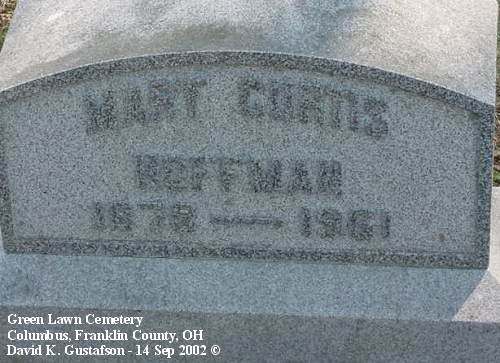 MARY CURTIS
HOFFMAN
1878 — 1961
Green Lawn Cemetery
Columbus, Franklin County, OH
David K. Gustafson - 14 Sep 2002 ©